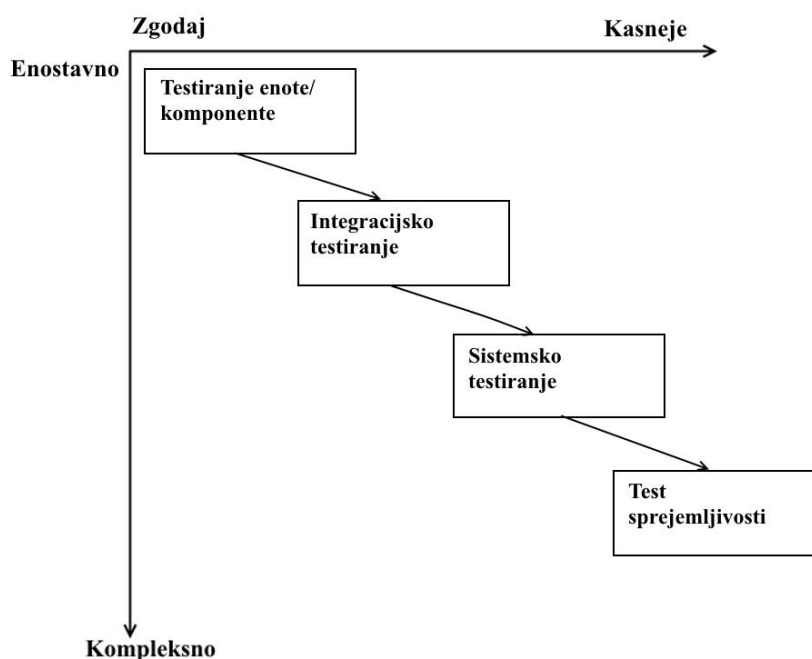 Zgodaj
Kasneje
Enostavno
Testiranje enote/
komponente
Integracijsko
testiranje
Sistemsko
testiranje
Test
sprejemljivosti
Kompleksno